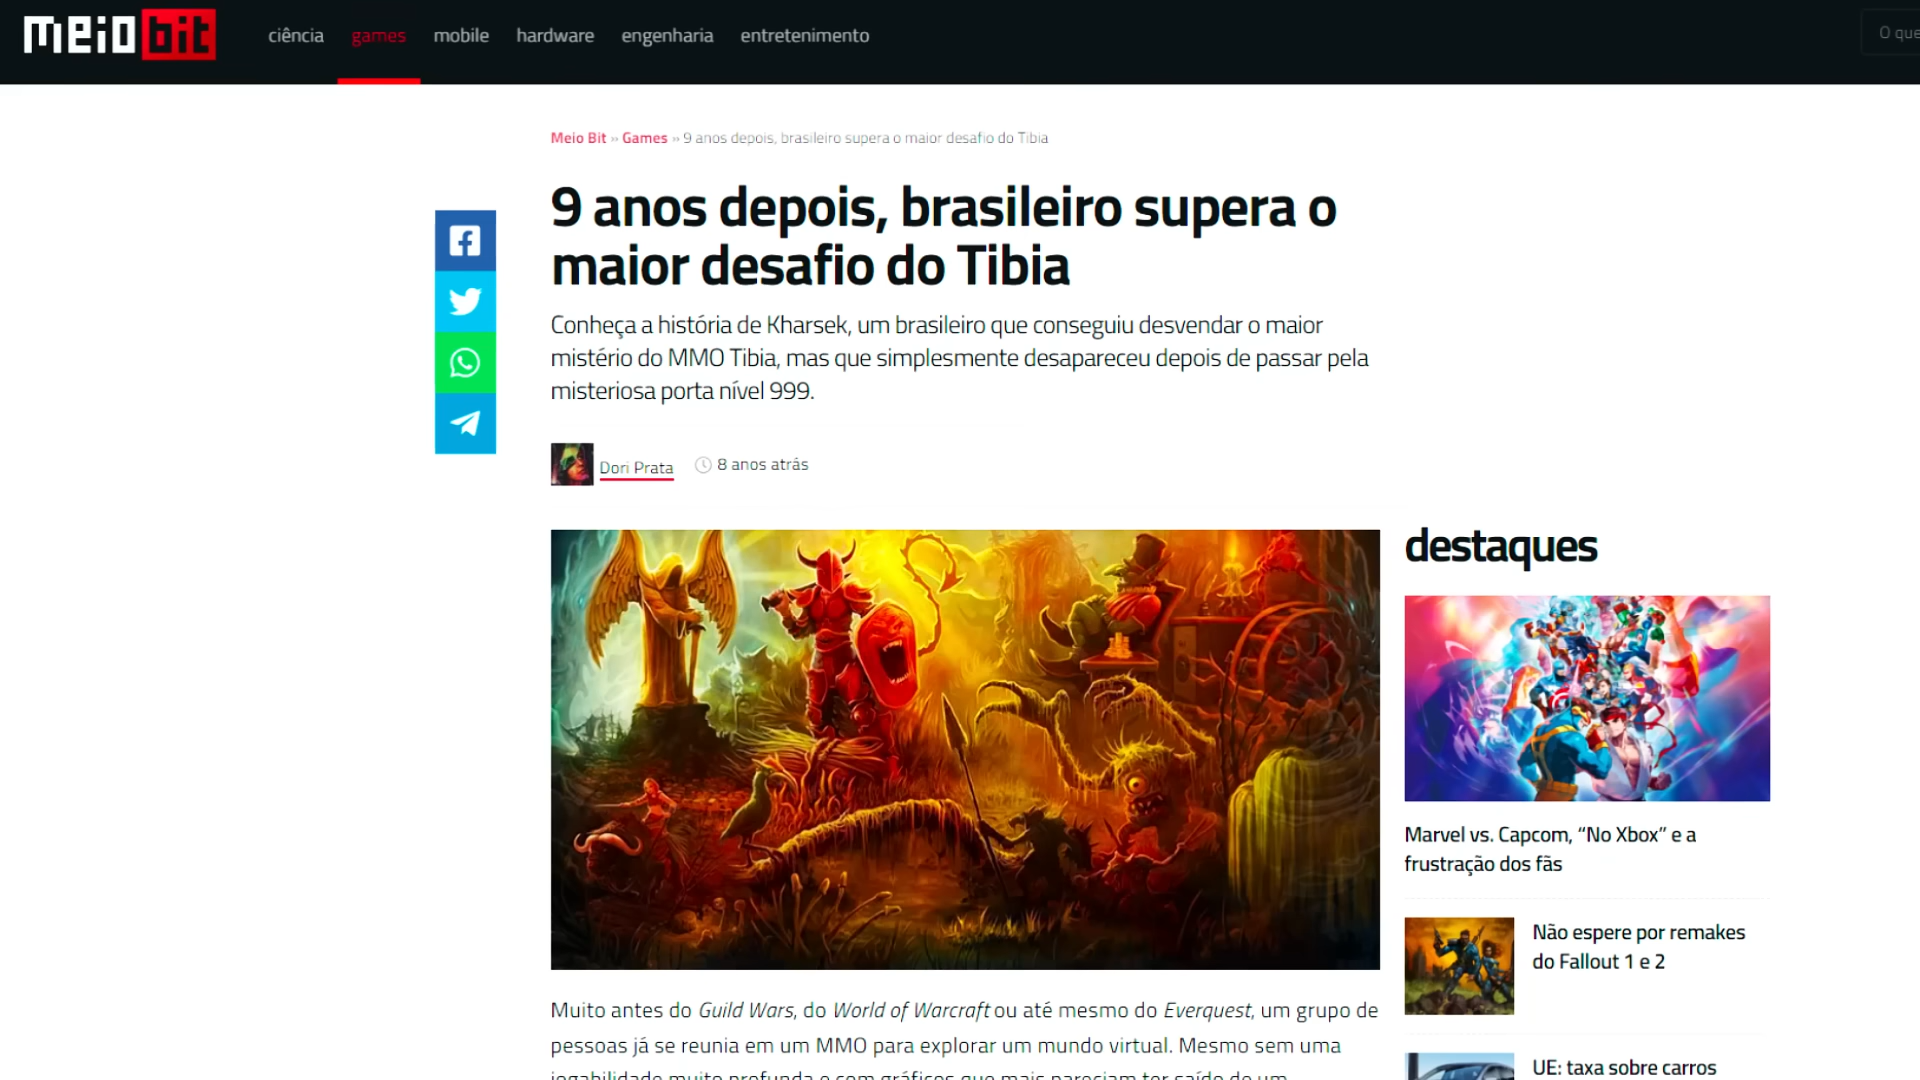 meiobit
ciência games mobile hardware engenharia entretenimento
O que
Meio Bit » Games » 9 anos depois, brasileiro supera o maior desafio do Tibia
9 anos depois, brasileiro supera o
maior desafio do Tibia
Conheça a história de Kharsek, um brasileiro que conseguiu desvendar o maior
mistério do MMO Tibia, mas que simplesmente desapareceu depois de passar pela
misteriosa porta nível 999.
Dori Prata 8 anos atrás
Muito antes do Guild Wars, do World of Warcraft ou até mesmo do Everquest, um grupo de
pessoas já se reunia em um MMO para explorar um mundo virtual. Mesmo sem uma
jogabilidade muito profunda e com gráficos que mais pareciam ter saído de um
destaques
Marvel vs. Capcom, “No Xbox” e a
frustração dos fãs
Não espere por remakes
do Fallout 1 e 2
UE: taxa sobre carros